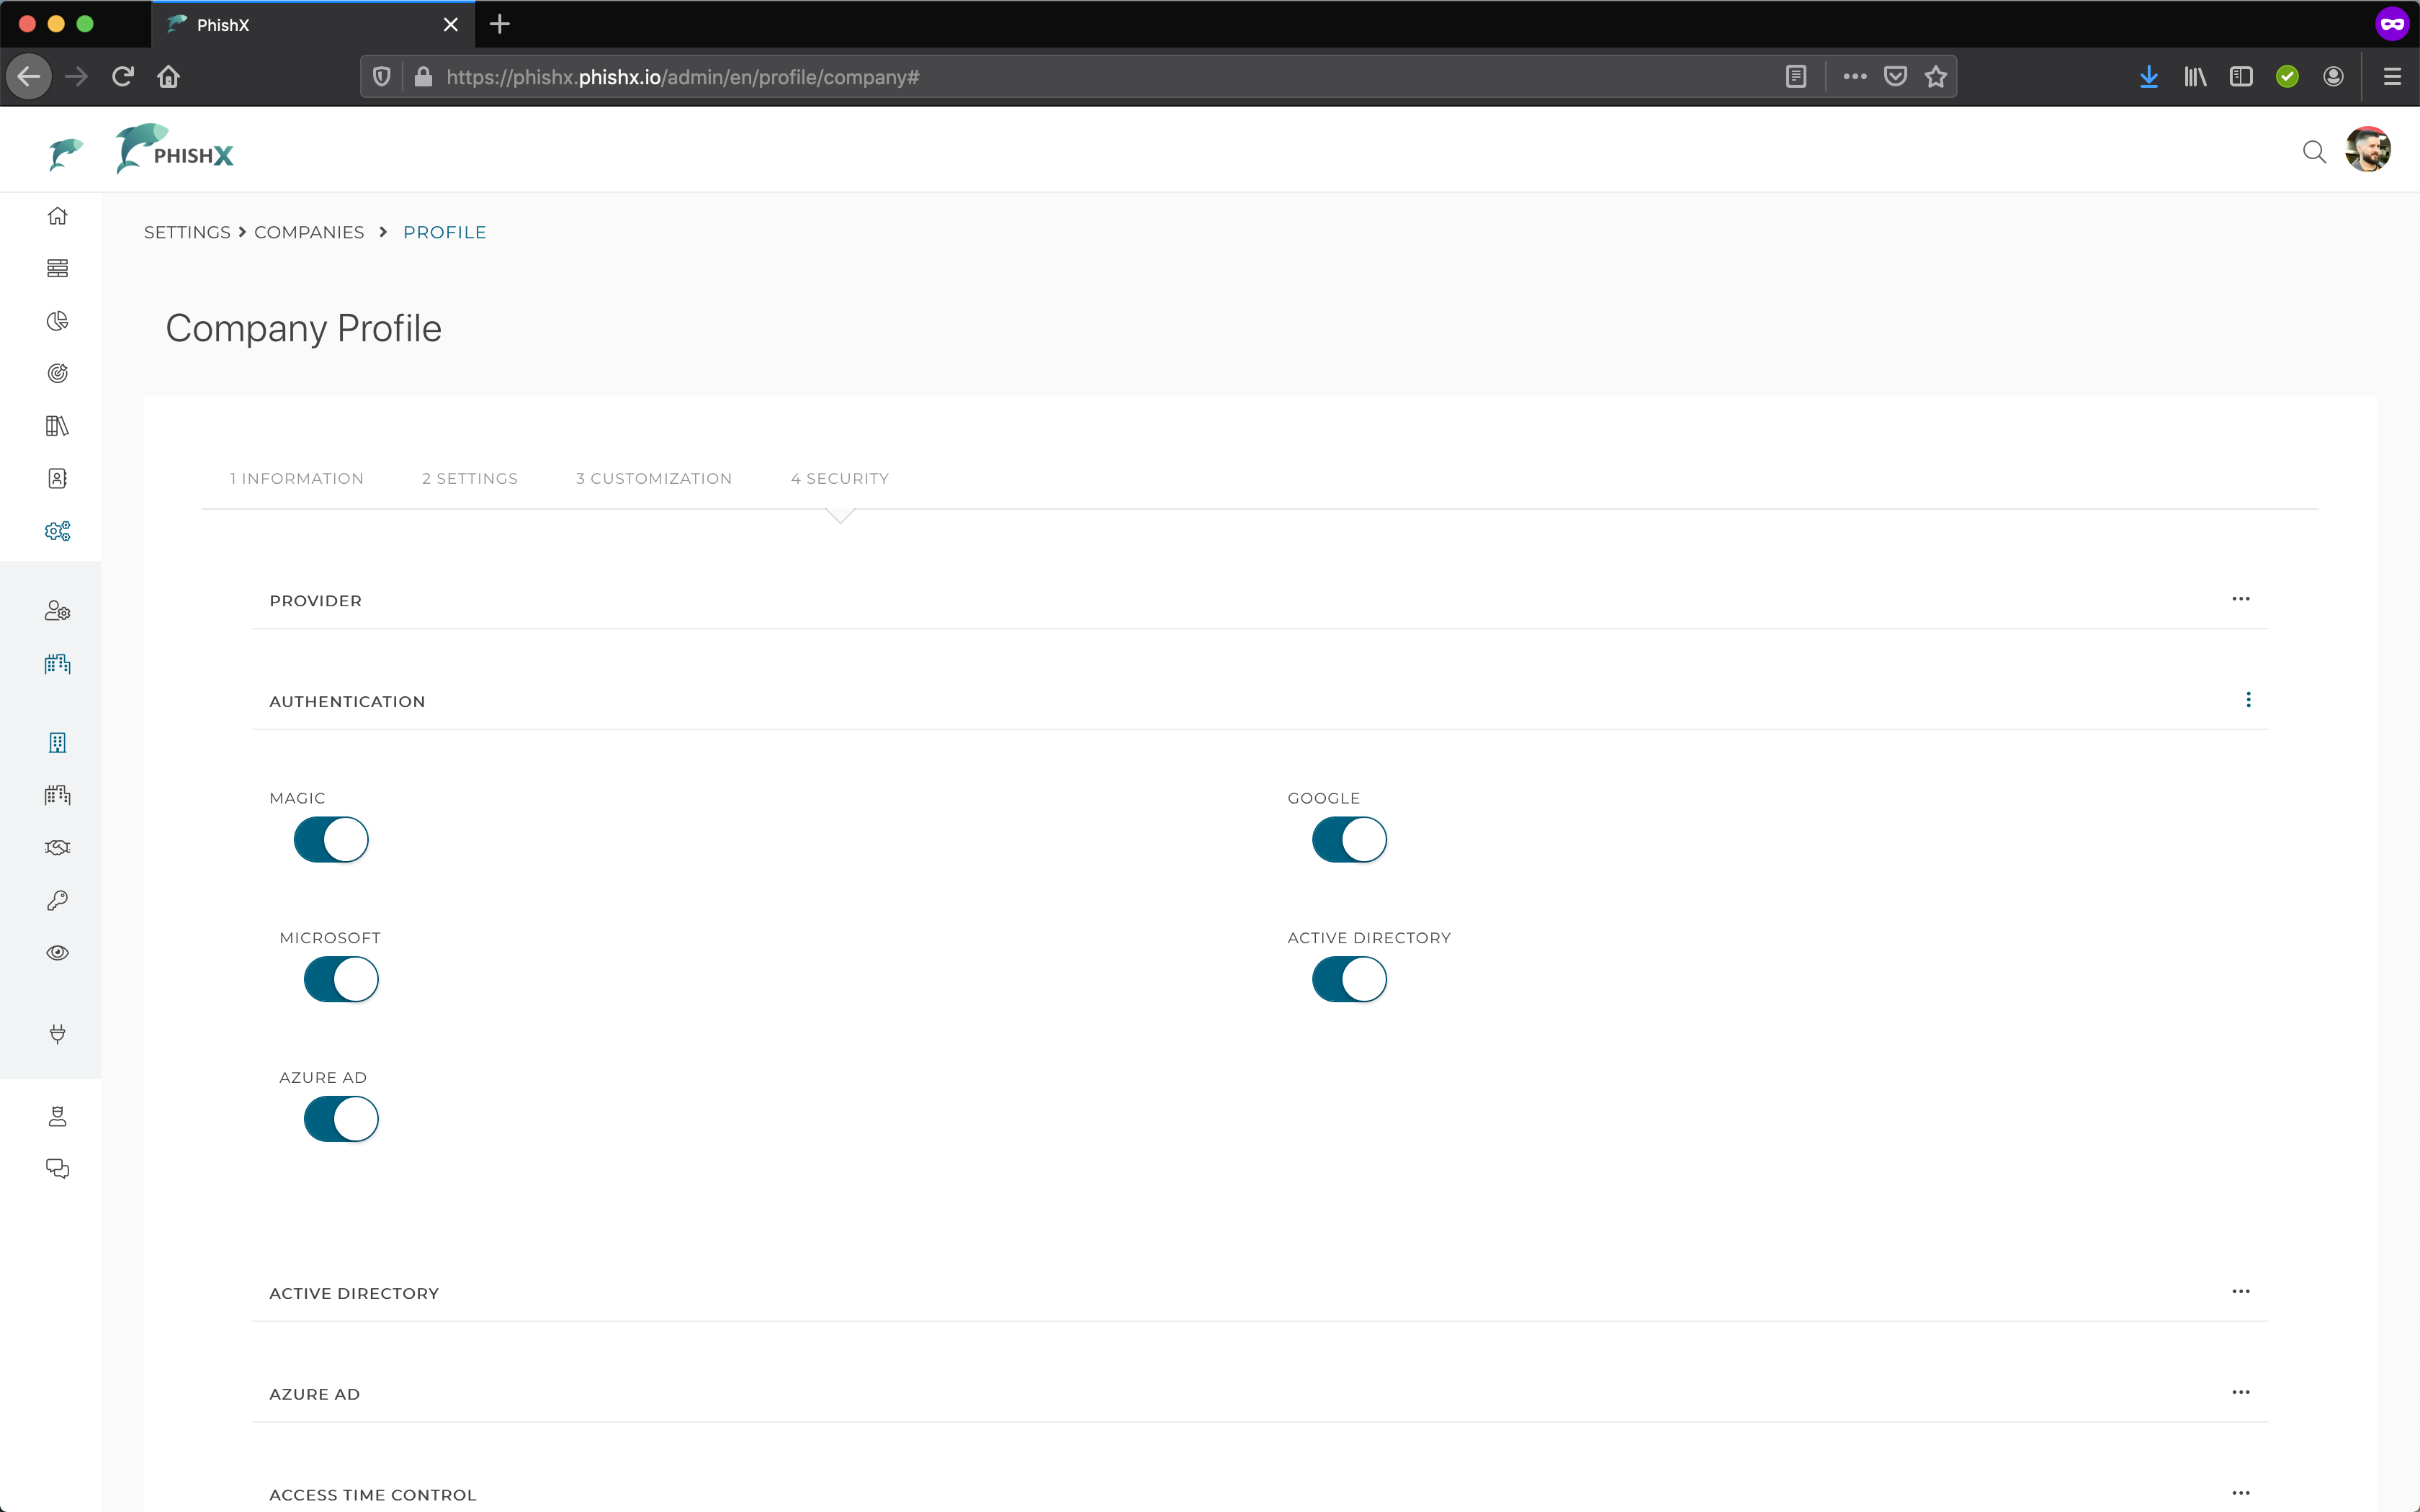 PhishX
https://phishx.phishx.io/admin/en/profile/company#
PHISHX
SETTINGS > COMPANIES > PROFILE
Company Profile
1 INFORMATION 2 SETTINGS 3 CUSTOMIZATION 4 SECURITY
PROVIDER
AUTHENTICATION
MAGIC GOOGLE
MICROSOFT ACTIVE DIRECTORY
AZURE AD
ACTIVE DIRECTORY
AZURE AD
ACCESS TIME CONTROL